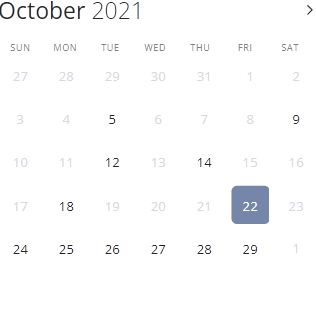 October 2021
SUN MON TUE WED THU FRI SAT
27 28 29 30 31 1 2
3 4 5 6 7 8 9
10 11 12 13 14 15 16
17 18 19 20 21 22 23
24 25 26 27 28 29 1